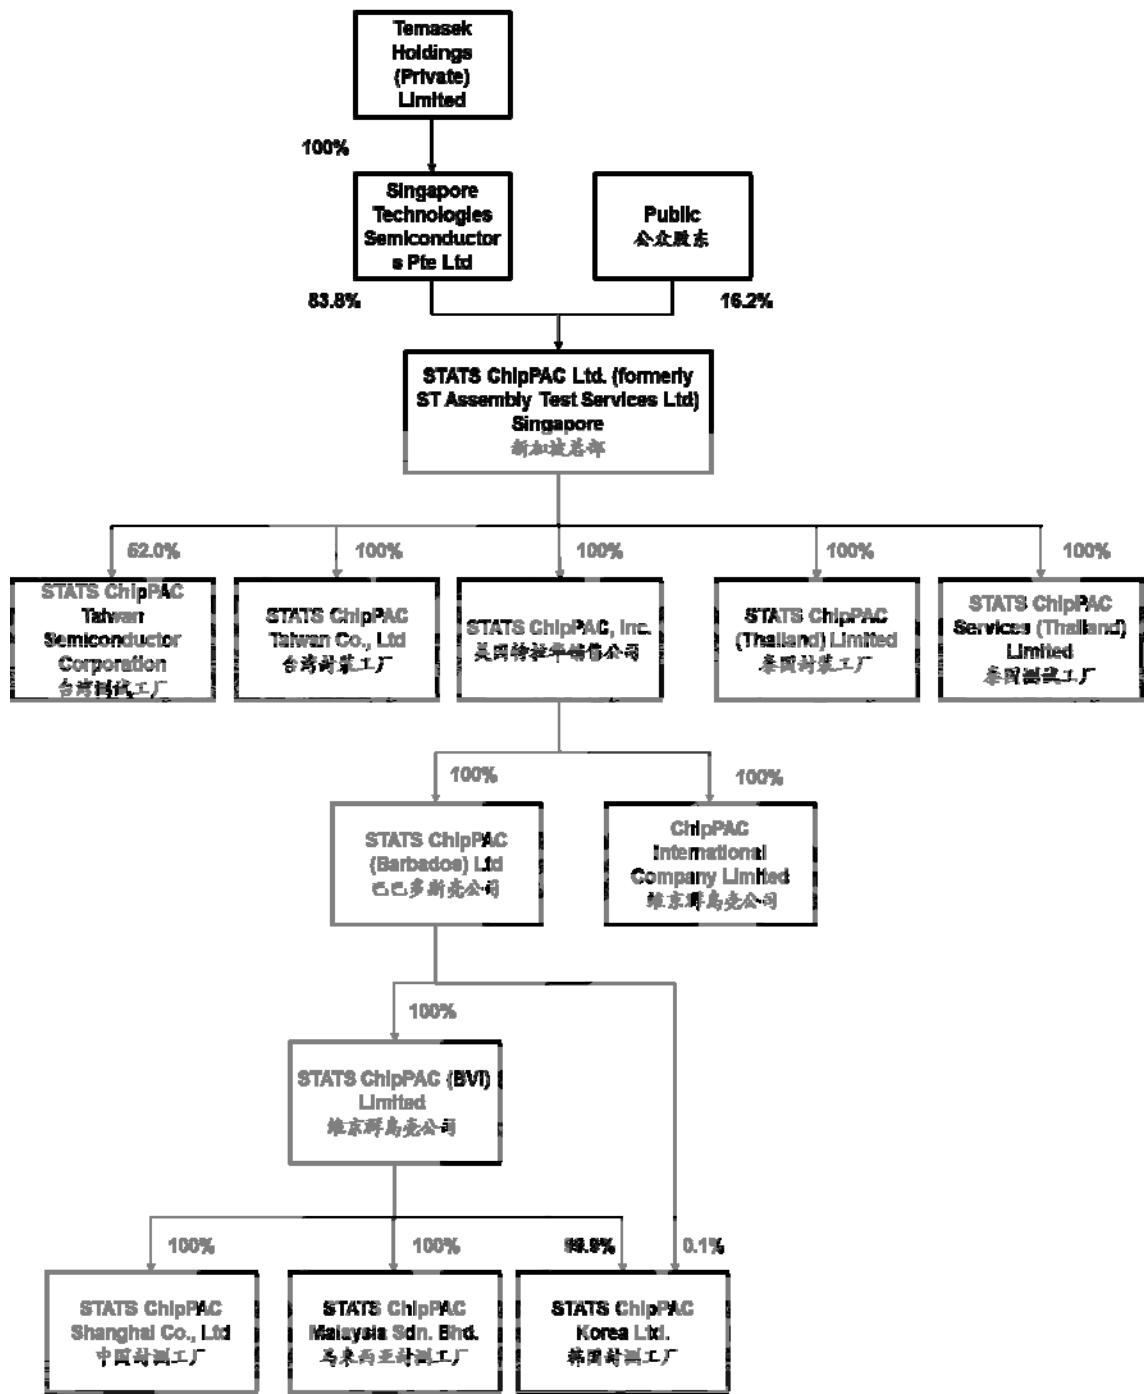 Temasek
Holdings
(Private)
Limited
100%
Singapore
Technologies
Semiconductor
s Pte Ltd
Public
公众股东
83.8%
16.2%
STATS ChipPAC Ltd. (formerly
ST Assembly Test Services Ltd)
Singapore
新加坡总部
52.0%
100%
100%
100%
100%
STATS ChipPAC
Taiwan
Semiconductor
Corporation
台湾测试工厂
STATS ChipPAC
Taiwan Co., Ltd
台湾封装工厂
STATS ChipPAC, Inc.
美国特拉华销售公司
STATS ChipPAC
(Thailand) Limited
泰国封装工厂
STATS ChipPAC
Services (Thailand)
Limited
泰国测试工厂
100%
100%
STATS ChipPAC
(Barbados) Ltd
巴巴多斯壳公司
ChipPAC
International
Company Limited
维京群岛壳公司
100%
STATS ChipPAC (BVI)
Limited
维京群岛壳公司
100%
100%
99.9%
0.1%
STATS ChipPAC
Shanghai Co., Ltd
中国封测工厂
STATS ChipPAC
Malaysia Sdn. Bhd.
马来西亚封测工厂
STATS ChipPAC
Korea Ltd.
韩国封测工厂